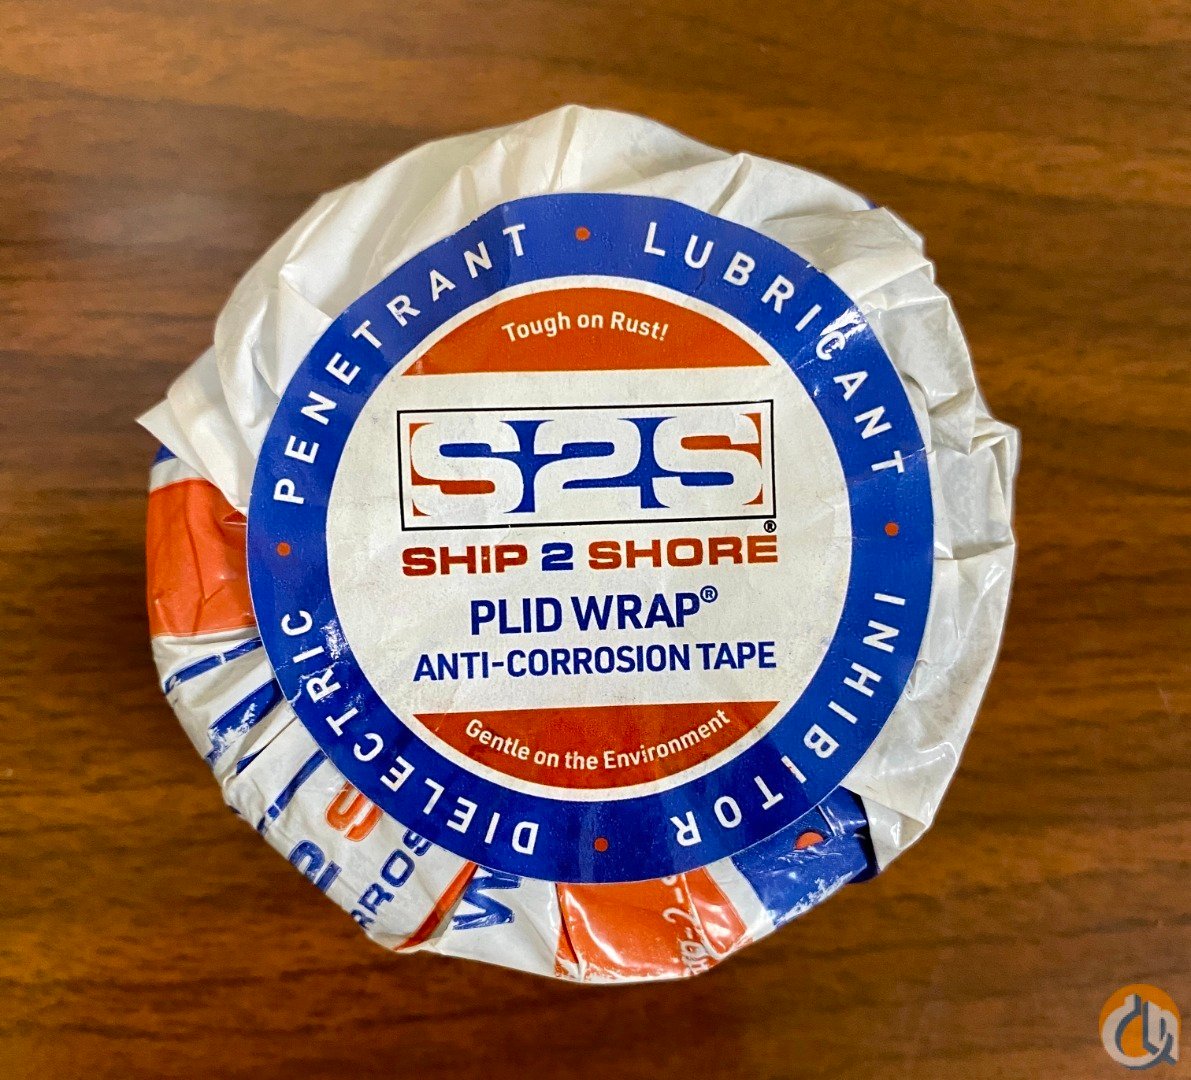 PENETRANT • LUBRICANT • INHIBITOR • DIELECTRIC •
Tough on Rust!
S2S
SHIP 2 SHORE®
PLID WRAP®
ANTI-CORROSION TAPE
Gentle on the Environment